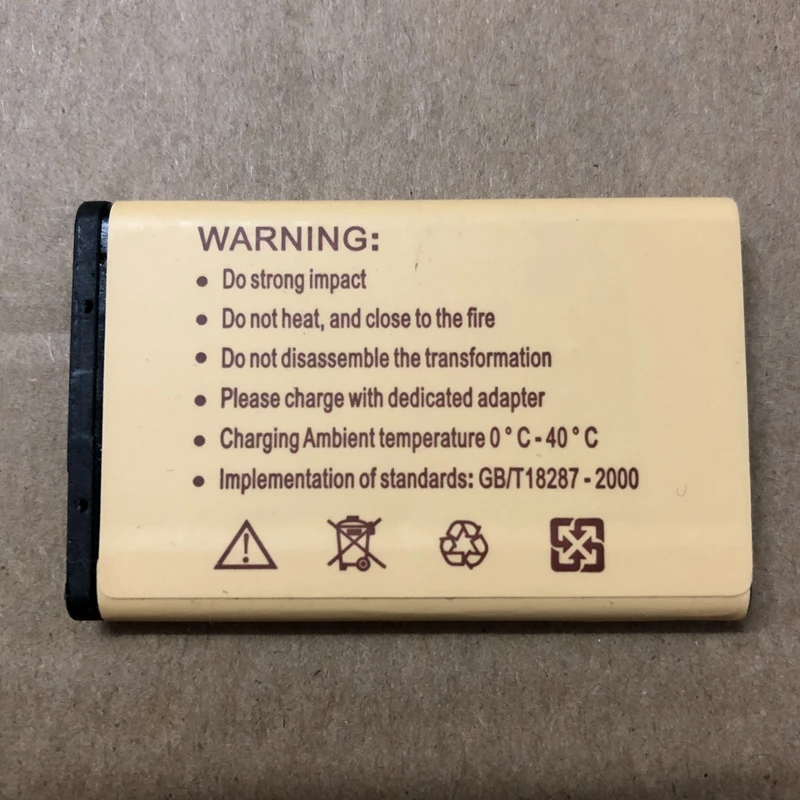 WARNING:
• Do strong impact
• Do not heat, and close to the fire
• Do not disassemble the transformation
• Please charge with dedicated adapter
• Charging Ambient temperature 0 ° C - 40 ° C
• Implementation of standards: GB/T18287 - 2000